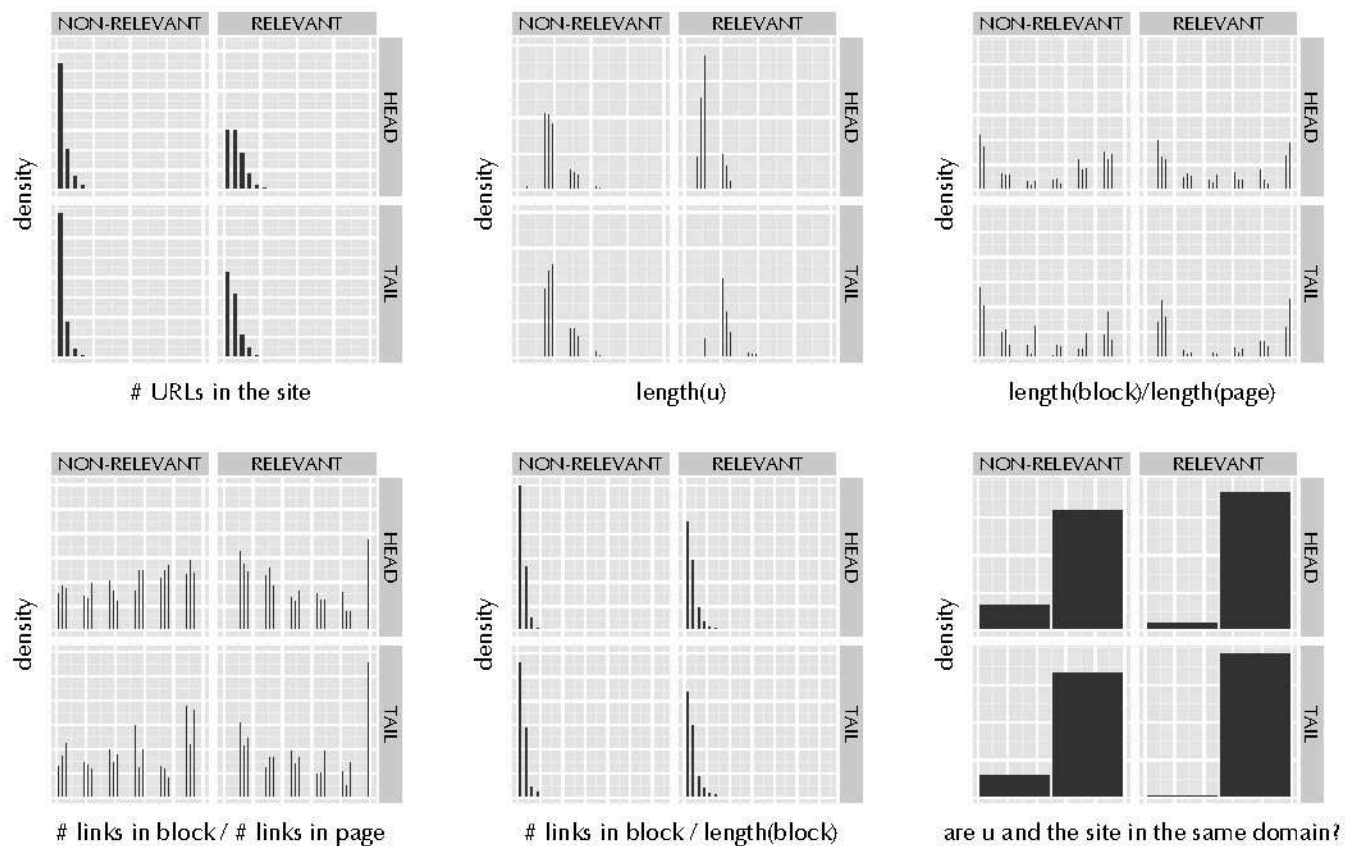 NON-RELEVANT RELEVANT
HEAD
TAIL
density
# URLs in the site
NON-RELEVANT RELEVANT
HEAD
TAIL
density
length(u)
NON-RELEVANT RELEVANT
HEAD
TAIL
density
length(block)/length(page)
NON-RELEVANT RELEVANT
HEAD
TAIL
density
# links in block / # links in page
NON-RELEVANT RELEVANT
HEAD
TAIL
density
# links in block / length(block)
NON-RELEVANT RELEVANT
HEAD
TAIL
density
are u and the site in the same domain?